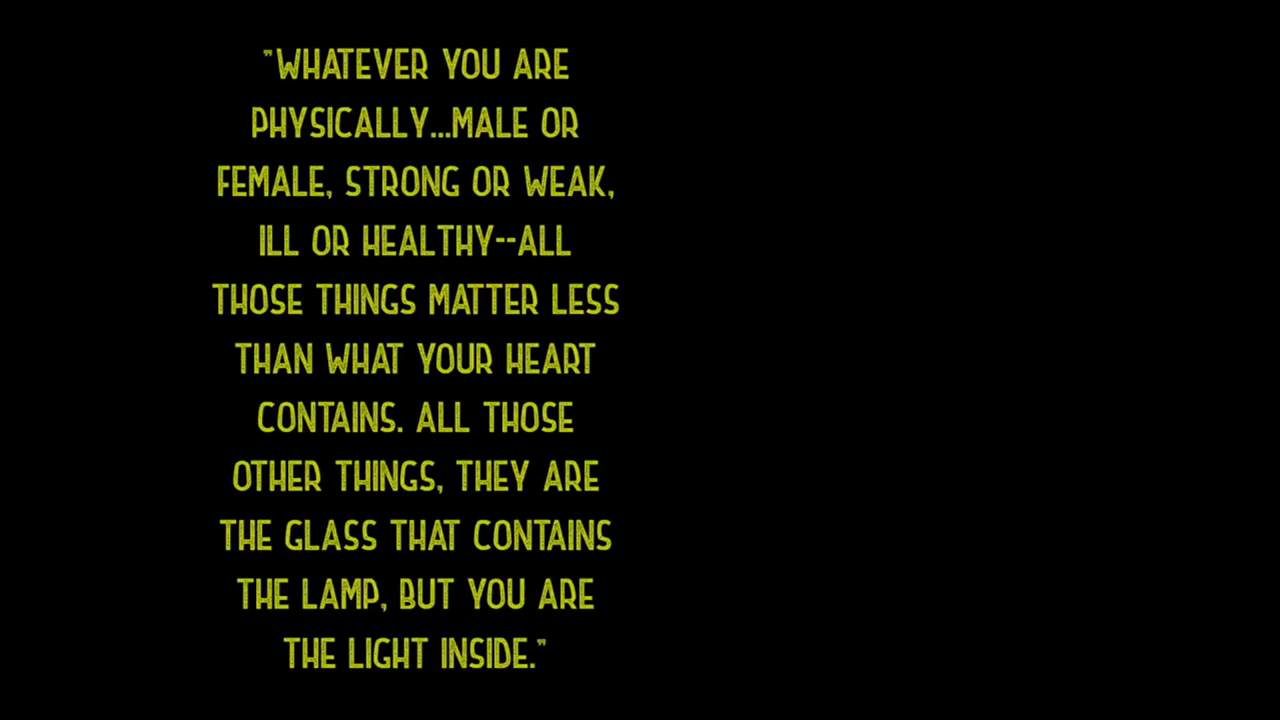 "WHATEVER YOU ARE
PHYSICALLY...MALE OR
FEMALE, STRONG OR WEAK,
ILL OR HEALTHY--ALL
THOSE THINGS MATTER LESS
THAN WHAT YOUR HEART
CONTAINS. ALL THOSE
OTHER THINGS, THEY ARE
THE GLASS THAT CONTAINS
THE LAMP, BUT YOU ARE
THE LIGHT INSIDE."